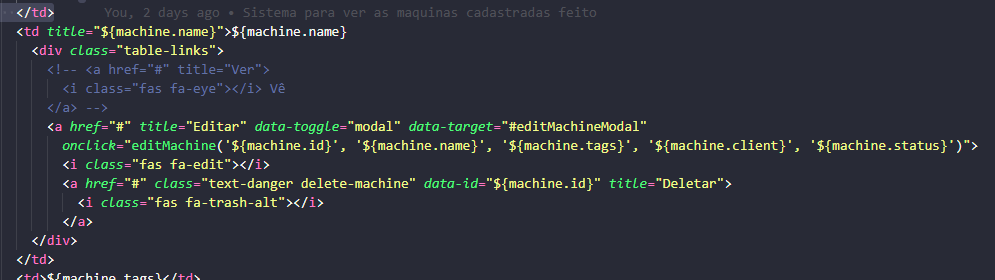 </td> You, 2 days ago • Sistema para ver as maquinas cadastradas feito
<td title="${machine.name}">${machine.name}
<div class="table-links">
<!-- <a href="#" title="Ver">
<i class="fas fa-eye"></i> Vê
</a> -->
<a href="#" title="Editar" data-toggle="modal" data-target="#editMachineModal"
onclick="editMachine('${machine.id}', '${machine.name}', '${machine.tags}', '${machine.client}', '${machine.status}')">
<i class="fas fa-edit"></i>
<a href="#" class="text-danger delete-machine" data-id="${machine.id}" title="Deletar">
<i class="fas fa-trash-alt"></i>
</a>
</div>
</td>
<td>${machine.tags}</td>